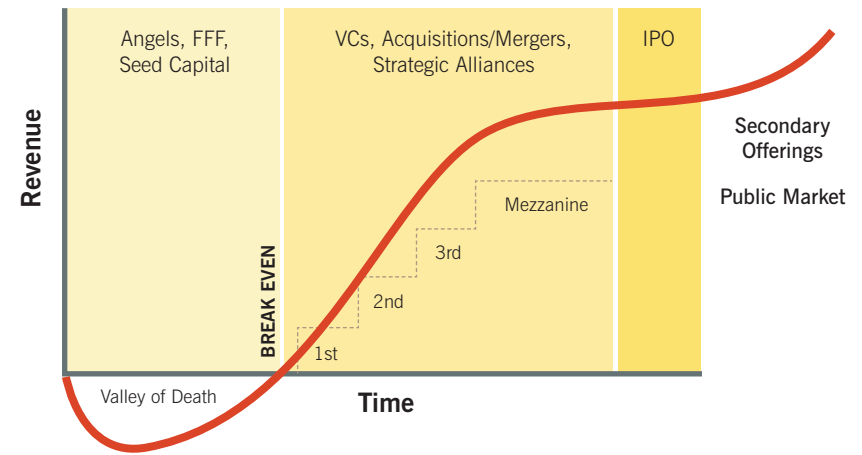 Angels, FFF,
Seed Capital
VCs, Acquisitions/Mergers,
Strategic Alliances
IPO
Revenue
Secondary
Offerings
Public Market
Mezzanine
3rd
2nd
1st
BREAK EVEN
Valley of Death
Time